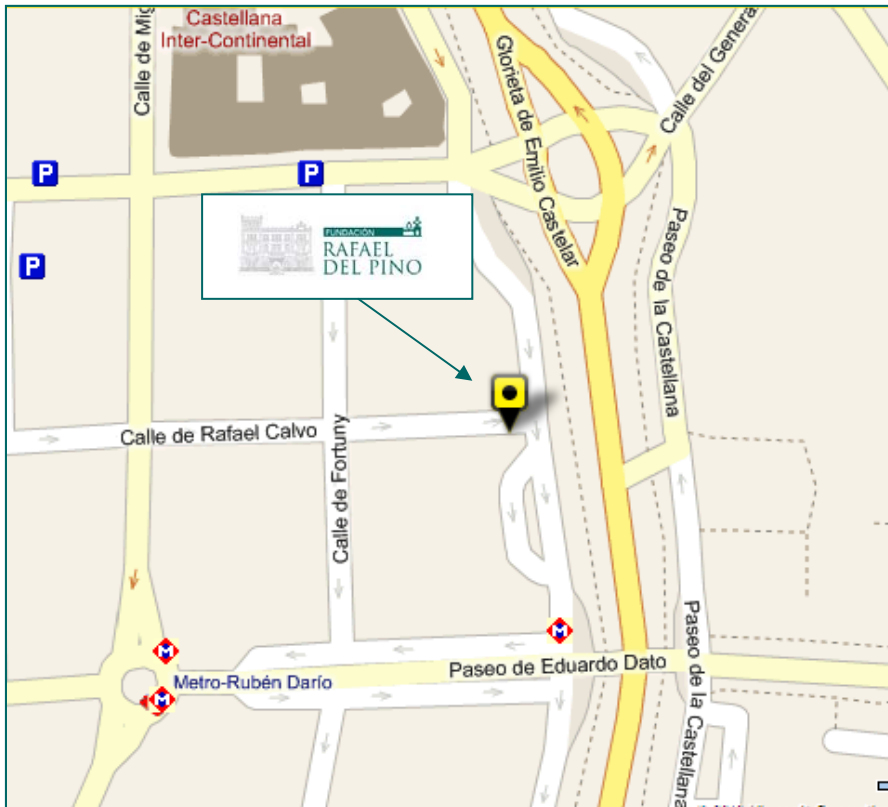 Castellana
Inter-Continental
Calle de Mig
Glorieta de Emilio Castelar
Calle del Genera
P
P
P
FUNDACIÓN
RAFAEL
DEL PINO
Paseo de la Castellana
Calle de Rafael Calvo
Calle de Fortuny
M
M
M
Metro-Rubén Darío
Paseo de Eduardo Dato
Paseo de la Castellana